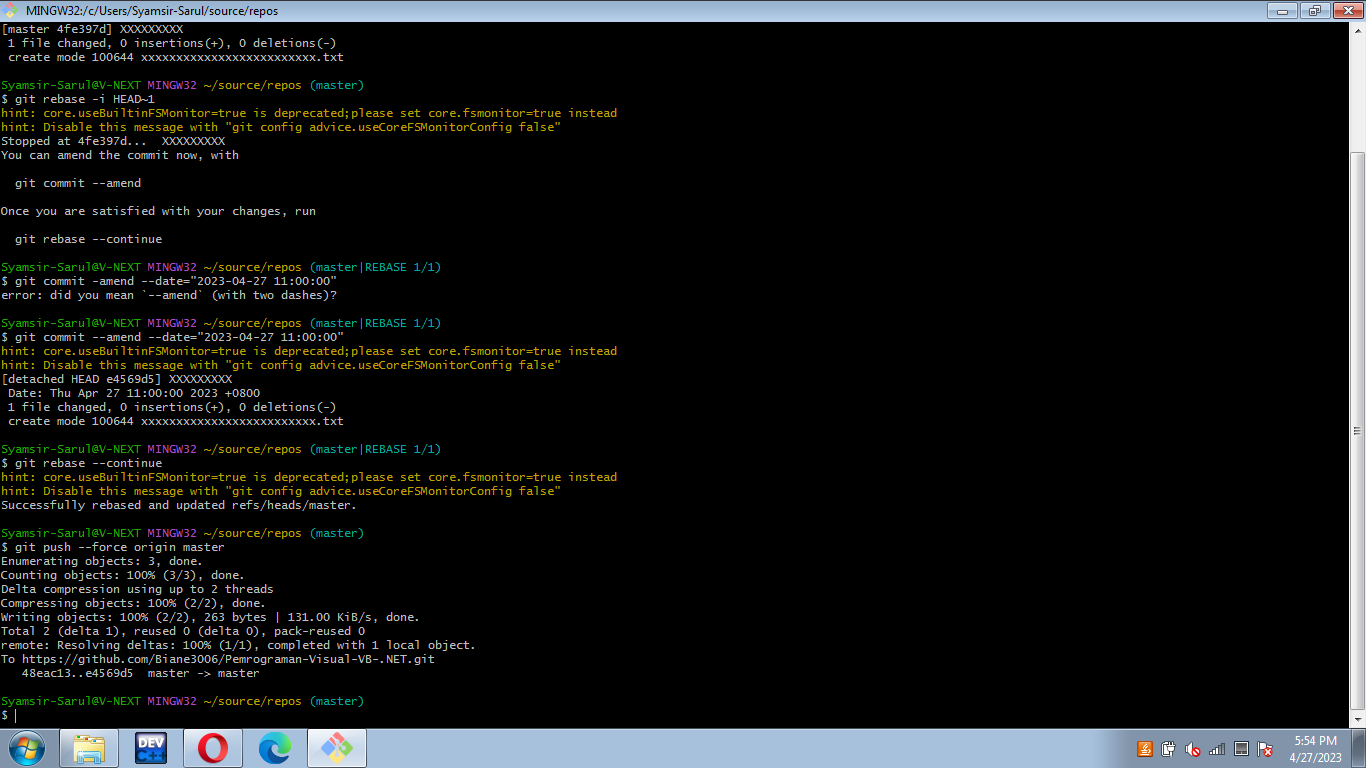 MINGW32:/c/Users/Syamsir-Sarul/source/repos
[master 4fe397d] XXXXXXXXX
 1 file changed, 0 insertions(+), 0 deletions(-)
 create mode 100644 xxxxxxxxxxxxxxxxxxxxxxxxx.txt
Syamsir-Sarul@V-NEXT MINGW32 ~/source/repos (master)
$ git rebase -i HEAD~1
hint: core.useBuiltinFSMonitor=true is deprecated;please set core.fsmonitor=true instead
hint: Disable this message with "git config advice.useCoreFSMonitorConfig false"
Stopped at 4fe397d...  XXXXXXXXX
You can amend the commit now, with
  git commit --amend
Once you are satisfied with your changes, run
  git rebase --continue
Syamsir-Sarul@V-NEXT MINGW32 ~/source/repos (master|REBASE 1/1)
$ git commit -amend --date="2023-04-27 11:00:00"
error: did you mean `--amend` (with two dashes)?
Syamsir-Sarul@V-NEXT MINGW32 ~/source/repos (master|REBASE 1/1)
$ git commit --amend --date="2023-04-27 11:00:00"
hint: core.useBuiltinFSMonitor=true is deprecated;please set core.fsmonitor=true instead
hint: Disable this message with "git config advice.useCoreFSMonitorConfig false"
[detached HEAD e4569d5] XXXXXXXXX
 Date: Thu Apr 27 11:00:00 2023 +0800
 1 file changed, 0 insertions(+), 0 deletions(-)
 create mode 100644 xxxxxxxxxxxxxxxxxxxxxxxxx.txt
Syamsir-Sarul@V-NEXT MINGW32 ~/source/repos (master|REBASE 1/1)
$ git rebase --continue
hint: core.useBuiltinFSMonitor=true is deprecated;please set core.fsmonitor=true instead
hint: Disable this message with "git config advice.useCoreFSMonitorConfig false"
Successfully rebased and updated refs/heads/master.
Syamsir-Sarul@V-NEXT MINGW32 ~/source/repos (master)
$ git push --force origin master
Enumerating objects: 3, done.
Counting objects: 100% (3/3), done.
Delta compression using up to 2 threads
Compressing objects: 100% (2/2), done.
Writing objects: 100% (2/2), 263 bytes | 131.00 KiB/s, done.
Total 2 (delta 1), reused 0 (delta 0), pack-reused 0
remote: Resolving deltas: 100% (1/1), completed with 1 local object.
To https://github.com/Biane3006/Pemrograman-Visual-VB-.NET.git
   48eac13..e4569d5  master -> master
Syamsir-Sarul@V-NEXT MINGW32 ~/source/repos (master)
$
DEV
C++
5:54 PM
4/27/2023